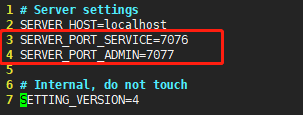 1 # Server settings
2 SERVER_HOST=localhost
3 SERVER_PORT_SERVICE=7076
4 SERVER_PORT_ADMIN=7077
5
6 # Internal, do not touch
7 SETTING_VERSION=4